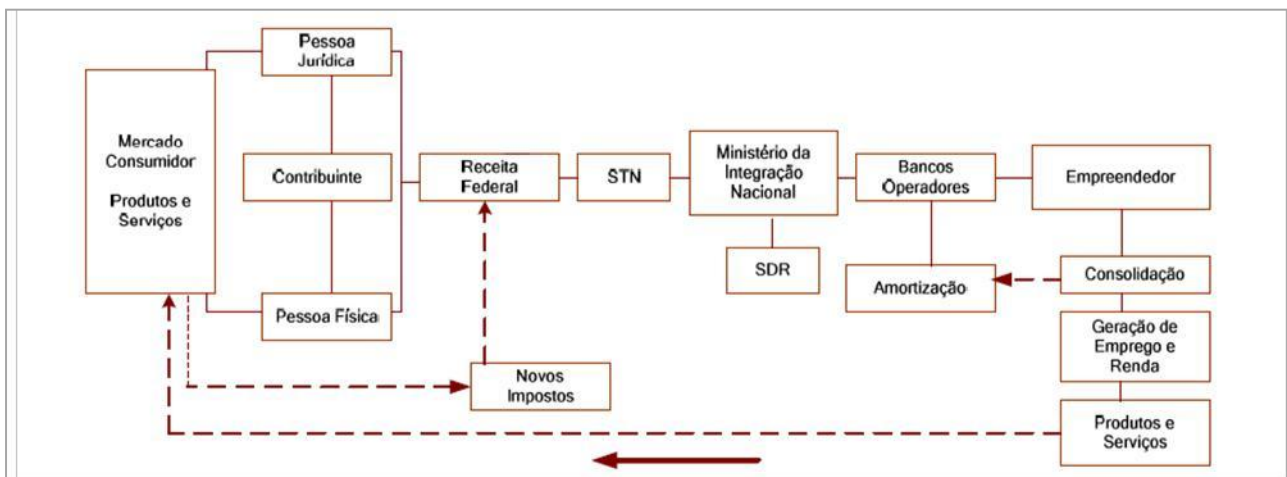 Pessoa
Jurídica
Mercado
Consumidor
Produtos e
Serviços
Contribuinte
Pessoa Física
Receita
Federal
STN
Ministério da
Integração
Nacional
SDR
Bancos
Operadores
Amortização
Empreendedor
Consolidação
Geração de
Emprego e
Renda
Produtos e
Serviços
Novos
Impostos